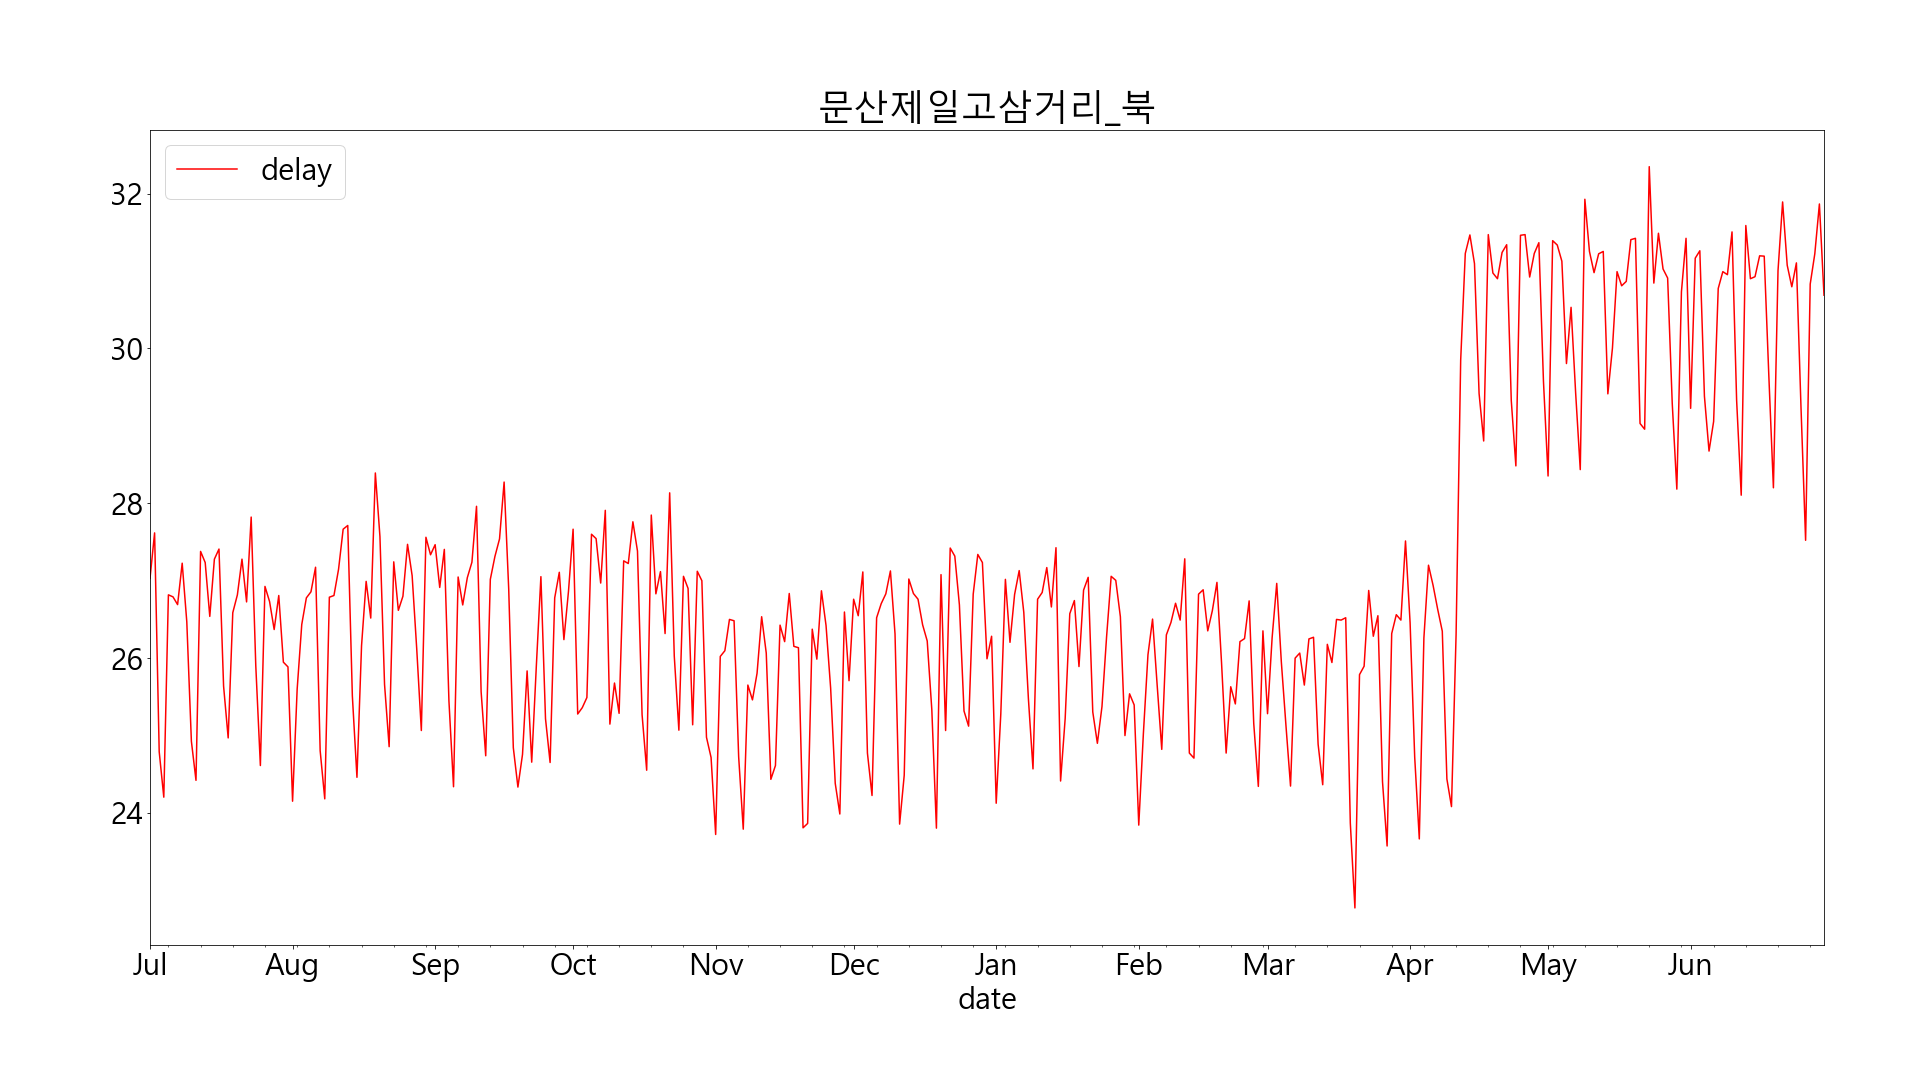 문산제일고삼거리_북
delay
32
30
28
26
24
Jul Aug Sep Oct Nov Dec Jan Feb Mar Apr May Jun
date